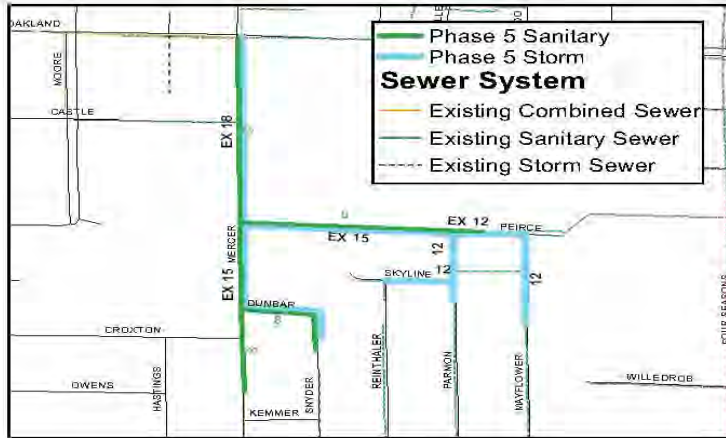 OAKLAND
Phase 5 Sanitary
Phase 5 Storm
Sewer System
Existing Combined Sewer
Existing Sanitary Sewer
Existing Storm Sewer
MOORE
CASTLE
EX 18
EX 12
PEIRCE
EX 15
MERCER
12
12
SKYLINE
12
EX 15
DUNBAR
8
CROXTON
REINTHALER
PARMON
MAYFLOWER
FOUR SEASONS
OWENS
HASTINGS
SNYDER
WILLEDROB
KEMMER